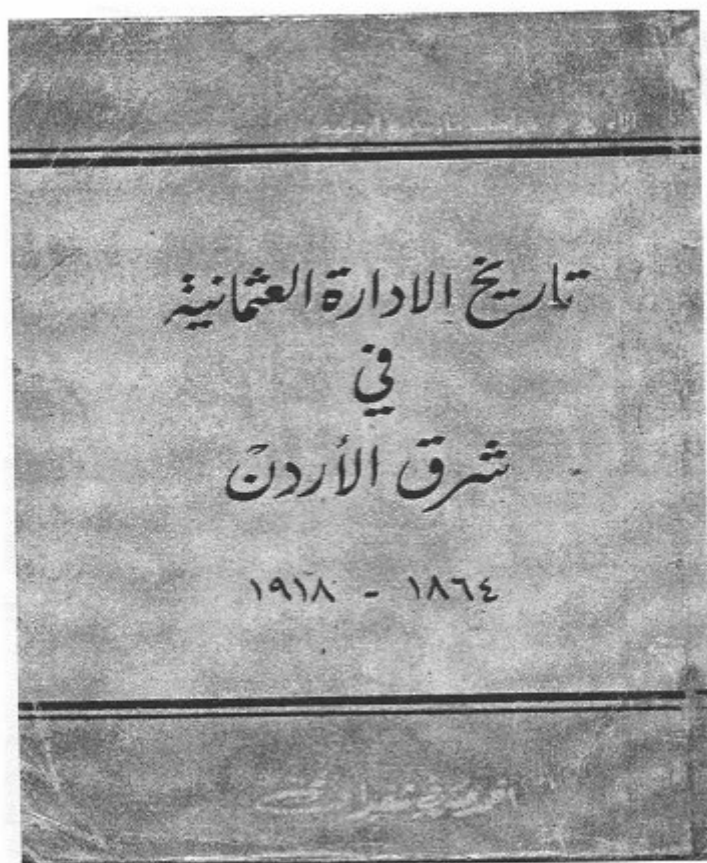 تاريخ الادارة العثمانية
في
شرق الأردن
١٨٦٤ - ١٩١٨